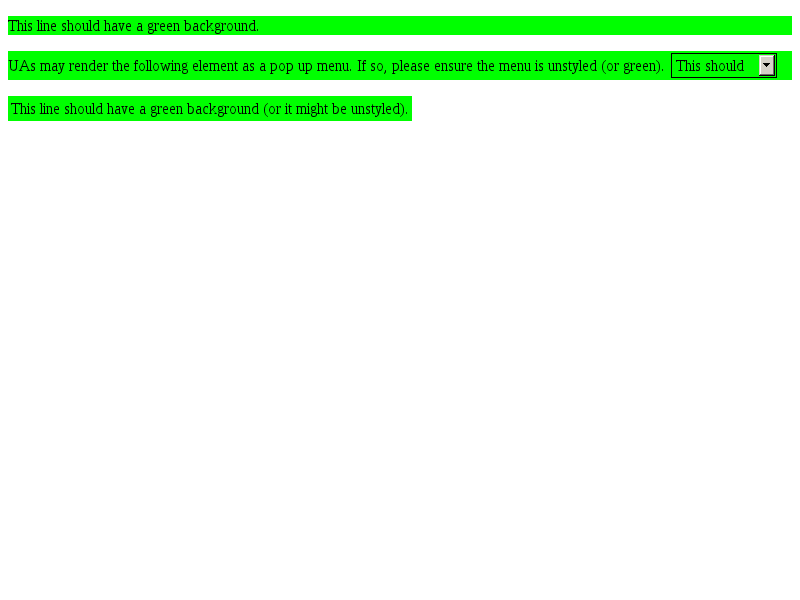 This line should have a green background.
UAs may render the following element as a pop up menu. If so, please ensure the menu is unstyled (or green). This should
This line should have a green background (or it might be unstyled).